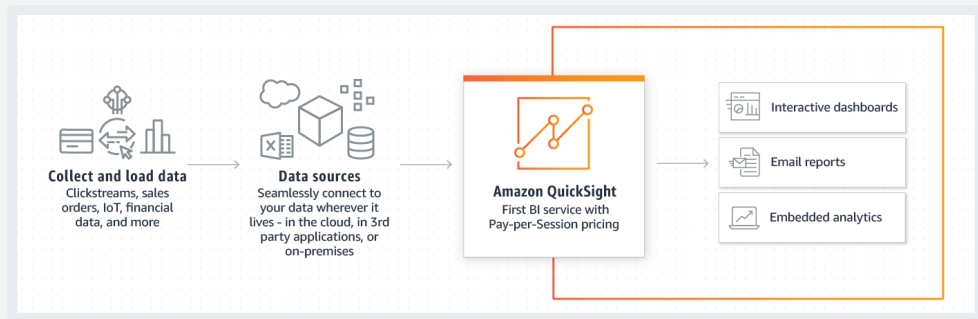 Collect and load data
Clickstreams, sales
orders, IoT, financial
data, and more
Data sources
Seamlessly connect to
your data wherever it
lives - in the cloud, in 3rd
party applications, or
on-premises
Amazon QuickSight
First BI service with
Pay-per-Session pricing
Interactive dashboards
Email reports
Embedded analytics